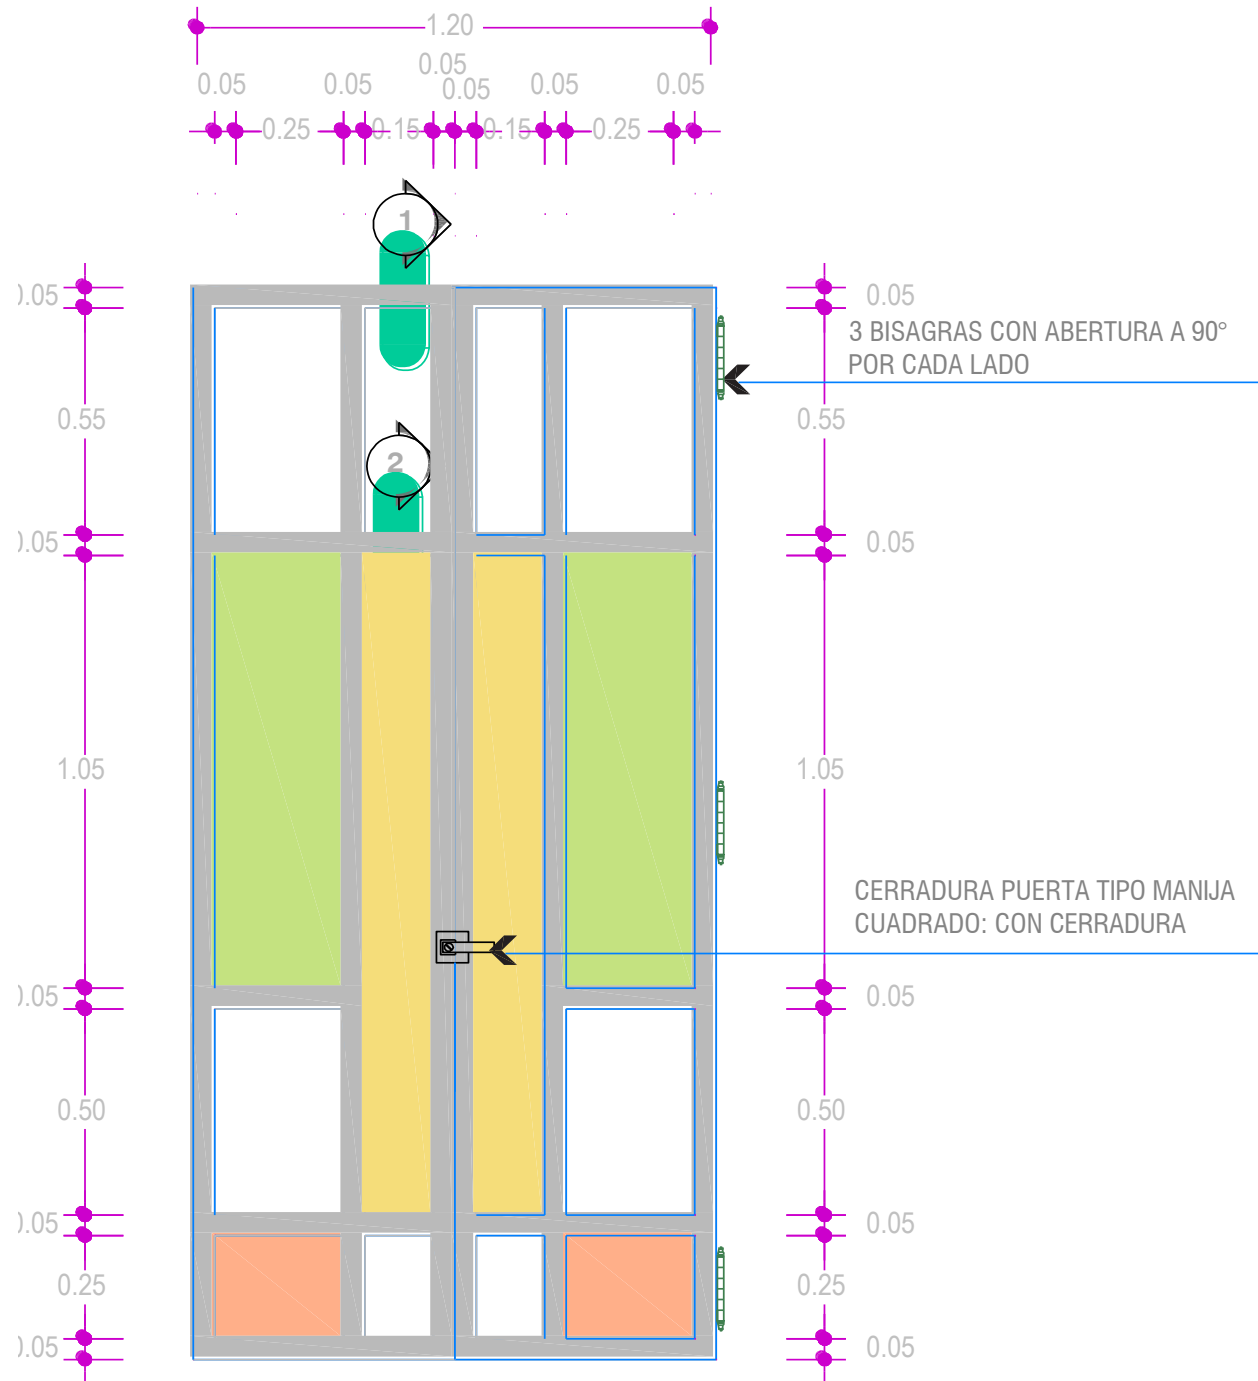 1.20
0.05
0.05 0.05 0.05 0.05 0.05
0.25 0.15 0.15 0.25
1
0.05 0.05
3 BISAGRAS CON ABERTURA A 90°
POR CADA LADO
0.55 0.55
2
0.05 0.05
1.05 1.05
CERRADURA PUERTA TIPO MANIJA
CUADRADO: CON CERRADURA
0.05 0.05
0.50 0.50
0.05 0.05
0.25 0.25
0.05 0.05